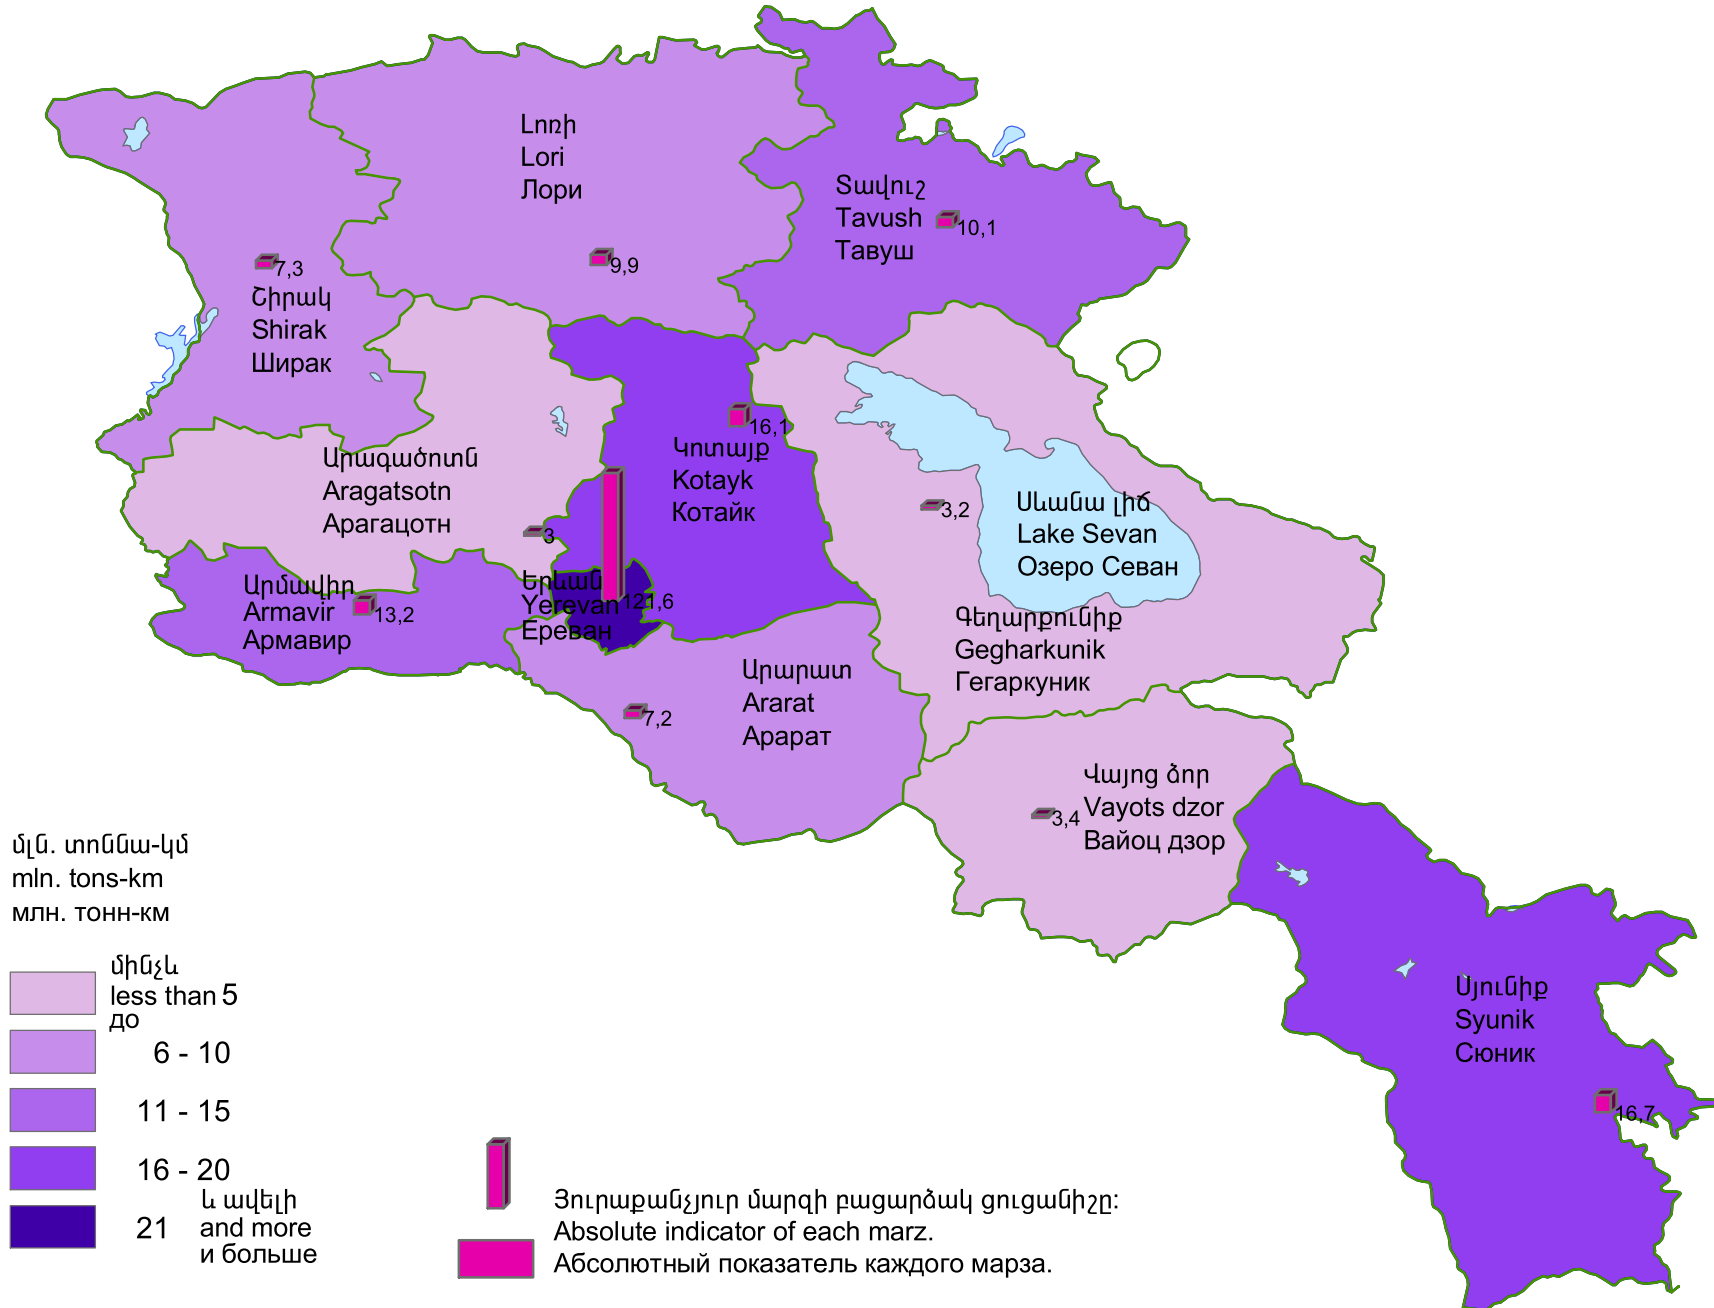 Լոռի
Lori
Лори
9,9
Տավուշ
Tavush
Тавуш
10,1
7,3
Շիրակ
Shirak
Ширак
16,1
Կոտայք
Kotayk
Котайк
Արագածոտն
Aragatsotn
Арагацотн
3
3,2
Սևանա լիճ
Lake Sevan
Озеро Севан
Արմավիր
Armavir
Армавир
13,2
Երևան
Yerevan
Ереван
121,6
Գեղարքունիք
Gegharkunik
Гегаркуник
Արարատ
Ararat
Арарат
7,2
Վայոց ձոր
Vayots dzor
Вайоц дзор
3,4
Սյունիք
Syunik
Сюник
16,7
մլն. տոննա-կմ
mln. tons-km
млн. тонн-км
մինչև
less than 5
до
6 - 10
11 - 15
16 - 20
և ավելի
21 and more
и больше
Յուրաքանչյուր մարզի բացարձակ ցուցանիշը:
Absolute indicator of each marz.
Абсолютный показатель каждого марза.